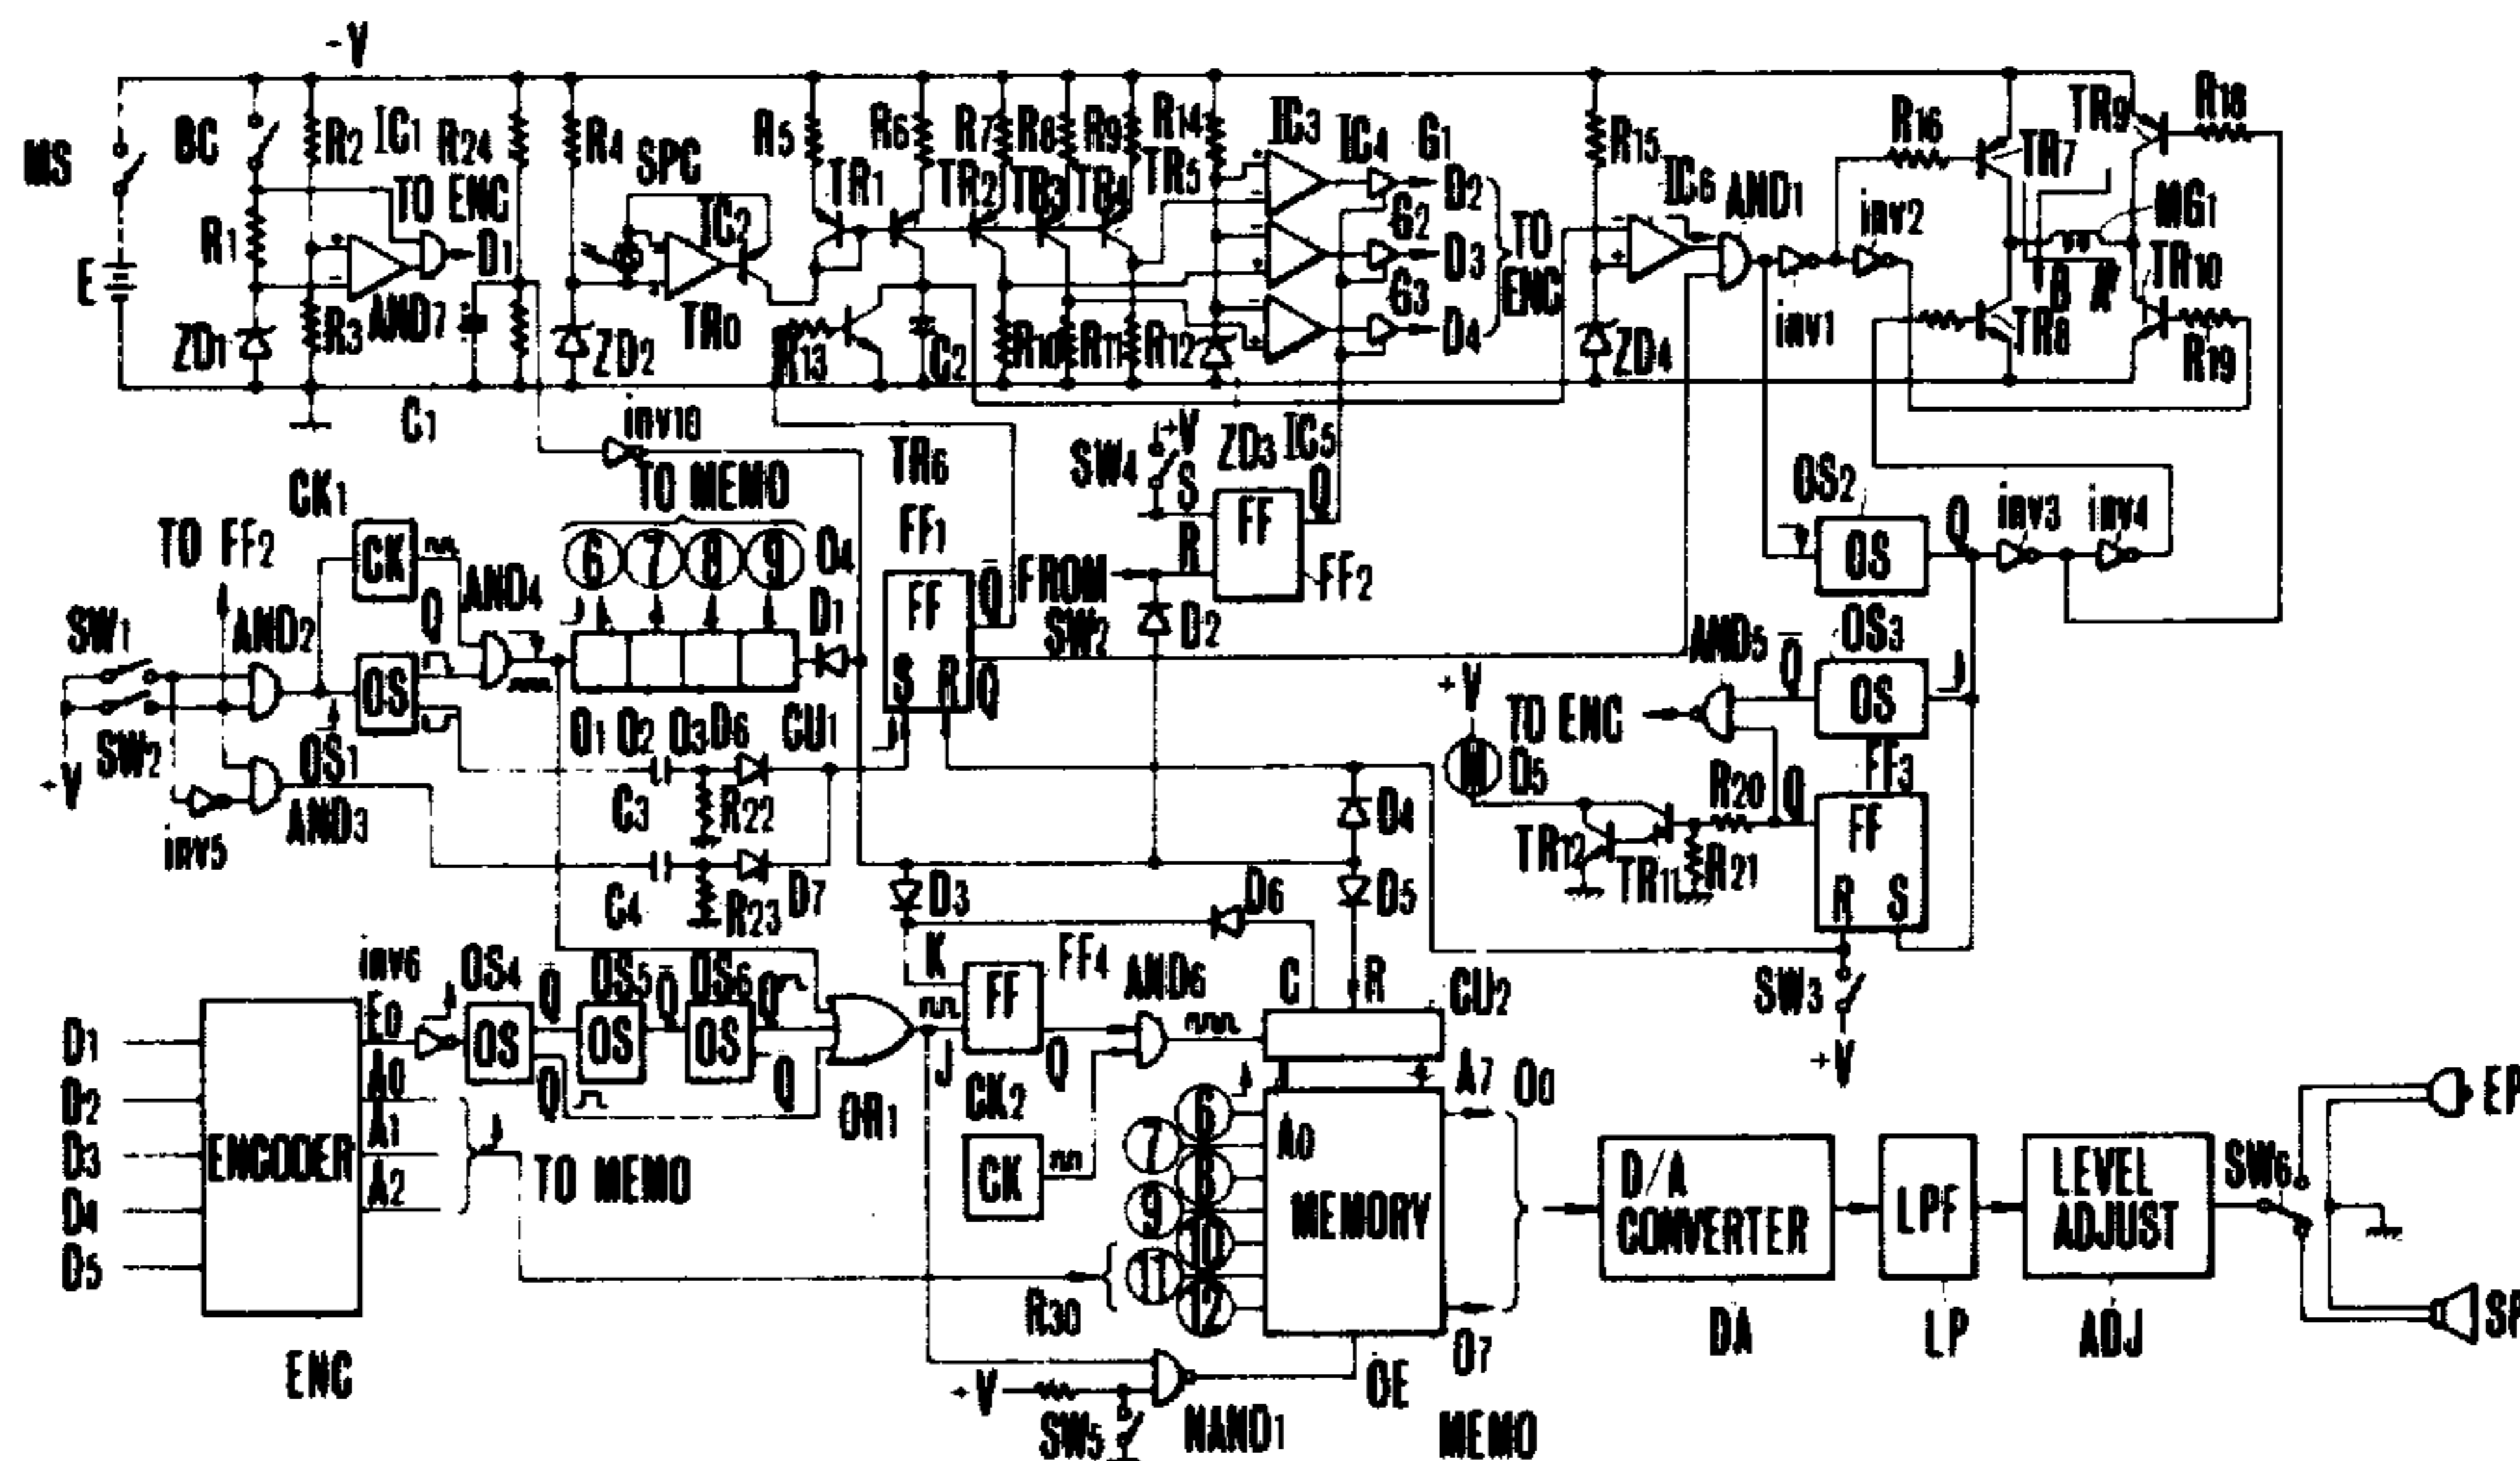 +V
MS
BC
R2
IC1
R24
R4
SPC
R5
R6
R7
R8
R9
R14
IC3
IC4
G1
R15
R16
TR9
R18
TO ENC
R1
D1
IC2
TR1
TR2
TR3
TR4
TR5
D2
G2
D3
G3
D4
TO ENC
IC6
AND1
inv2
TR7
MG1
TR10
E
ZD1
R3
AND7
ZD2
TR0
R13
C2
R10
R11
R12
ZD4
inv1
B
A
TR8
R19
C1
inv10
TO MEMO
TR6
SW4
+V
S
ZD3
IC5
Q
CK1
TO FF2
CK
AND4
6
7
8
9
O4
FF1
FF
Q
FROM SW2
R
FF
FF2
OS2
OS
Q
inv3
inv4
SW1
AND2
Q
D1
S
R
Q
D2
AND5
Q
OS3
OS
SW2
+V
OS
OS1
O1
O2
O3
D6
CU1
+V
TO ENC
D5
R20
Q
FF3
inv5
AND3
C3
R22
D4
TR12
TR11
R21
FF
R
S
C4
R23
D7
D3
D6
D5
inv6
OS4
Q
OS5
Q
OS6
Q
K
FF4
FF
AND6
C
R
CU2
SW3
+V
D1
D2
D3
D4
D5
ENCODER
E0
A0
A1
A2
OS
Q
OS
OS
Q
OR1
J
Q
CK2
CK
TO MEMO
6
7
8
9
10
11
12
R30
A0
A7
O0
MEMORY
O7
D/A
CONVERTER
LPF
LEVEL
ADJUST
SW6
EP
SP
ENC
DA
LP
ADJ
+V
SW5
NAND1
OE
MEMO